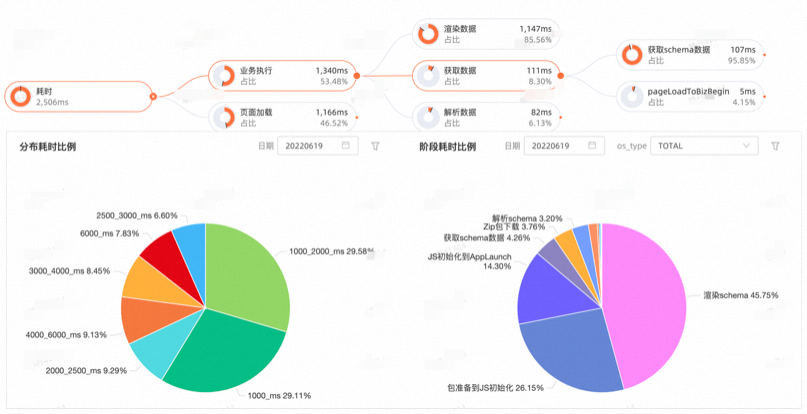 渲染数据 1,147ms
占比 85.56%
业务执行 1,340ms
占比 53.48%
获取数据 111ms
占比 8.30%
获取schema数据 107ms
占比 95.85%
耗时
2,506ms
pageLoadToBizBegin 5ms
占比 4.15%
页面加载 1,166ms
占比 46.52%
解析数据 82ms
占比 6.13%
分布耗时比例 日期 20220619
阶段耗时比例 日期 20220619 os_type TOTAL
2500_3000_ms 6.60%
6000_ms 7.83%
3000_4000_ms 8.45%
4000_6000_ms 9.13%
2000_2500_ms 9.29%
1000_2000_ms 29.58%
1000_ms 29.11%
解析schema 3.20%
Zip包下载 3.76%
获取schema数据 4.26%
JS初始化到AppLaunch
14.30%
渲染schema 45.75%
包准备到JS初始化 26.15%